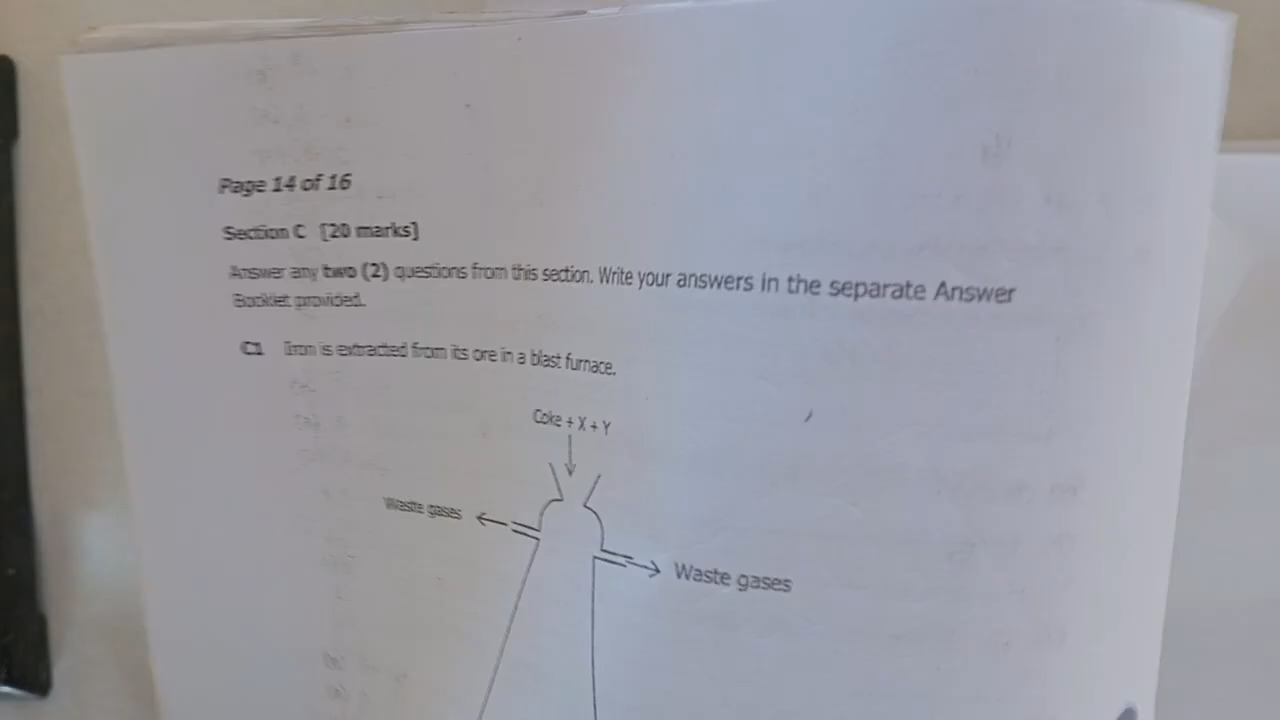 Page 14 of 16
Section C [20 marks]
Answer any two (2) questions from this section. Write your answers in the separate Answer
Booklet provided.
C1 Iron is extracted from its ore in a blast furnace.
Coke + X + Y
Waste gases
Waste gases